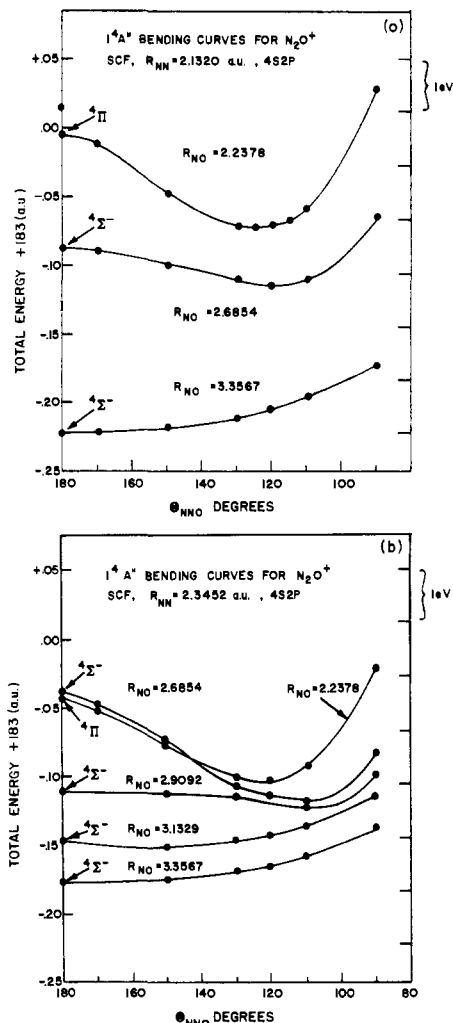 (a)
1⁴A" BENDING CURVES FOR N₂O⁺
SCF, R_NN = 2.1320 a.u., 4S2P
} 1eV
+.05
.00
-.05
-.10
-.15
-.20
-.25
TOTAL ENERGY +183 (a.u)
⁴Π
R_NO = 2.2378
⁴Σ⁻
R_NO = 2.6854
⁴Σ⁻
R_NO = 3.3567
180 160 140 120 100
Θ_NNO DEGREES
(b)
1⁴A" BENDING CURVES FOR N₂O⁺
SCF, R_NN = 2.3452 a.u., 4S2P
} 1eV
+.05
.00
-.05
-.10
-.15
-.20
-.25
TOTAL ENERGY +183 (a.u.)
⁴Σ⁻
R_NO = 2.6854
R_NO = 2.2378
⁴Π
⁴Σ⁻
R_NO = 2.9092
⁴Σ⁻
R_NO = 3.1329
⁴Σ⁻
R_NO = 3.3567
180 160 140 120 100 80
Θ_NNO DEGREES